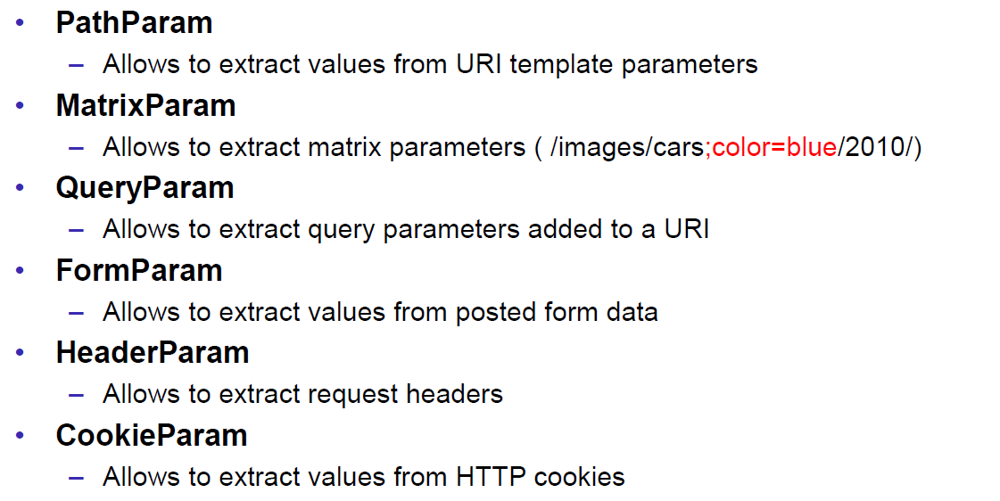 • PathParam
– Allows to extract values from URI template parameters
• MatrixParam
– Allows to extract matrix parameters ( /images/cars;color=blue/2010/)
• QueryParam
– Allows to extract query parameters added to a URI
• FormParam
– Allows to extract values from posted form data
• HeaderParam
– Allows to extract request headers
• CookieParam
– Allows to extract values from HTTP cookies